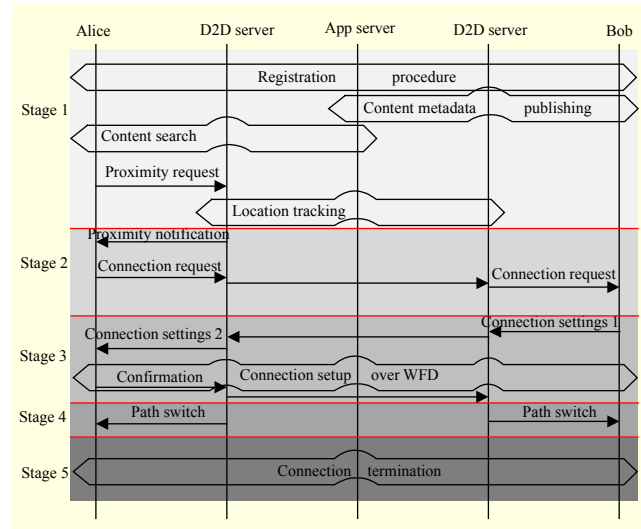 Alice D2D server App server D2D server Bob
Registration procedure
Stage 1
Content metadata publishing
Content search
Proximity request
Location tracking
Proximity notification
Stage 2
Connection request
Connection request
Connection settings 1
Connection settings 2
Stage 3
Confirmation
Connection setup over WFD
Stage 4
Path switch
Path switch
Stage 5
Connection termination